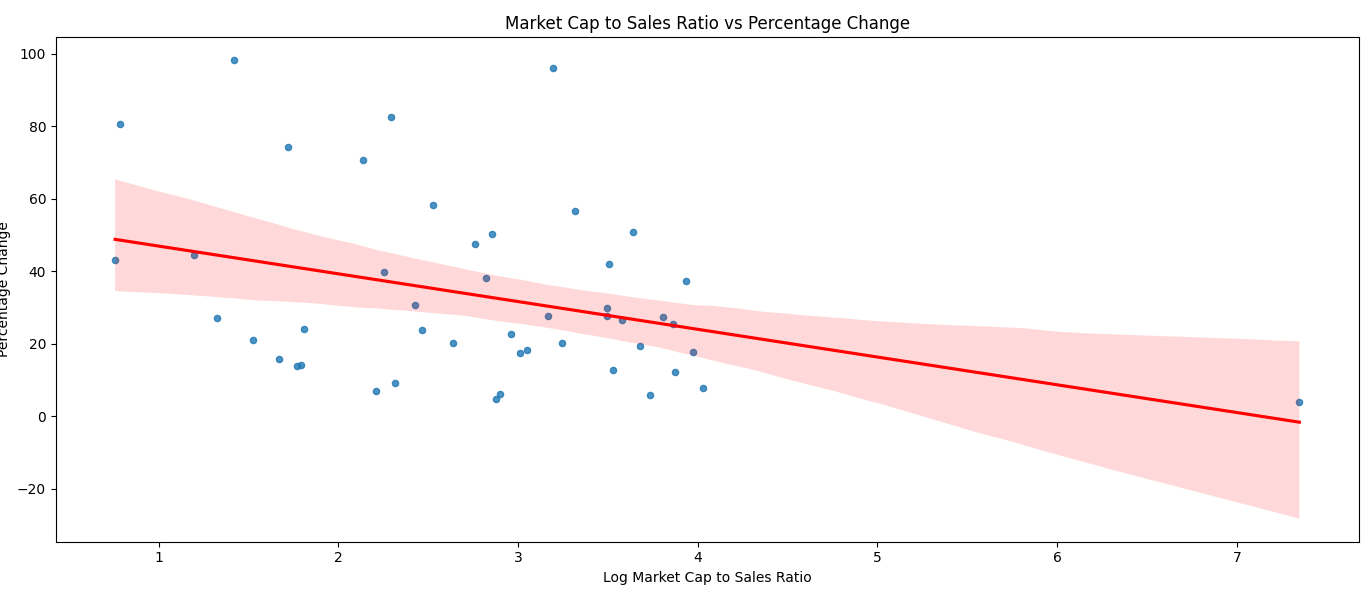 Market Cap to Sales Ratio vs Percentage Change
100
80
60
40
20
0
−20
Percentage Change
1 2 3 4 5 6 7
Log Market Cap to Sales Ratio